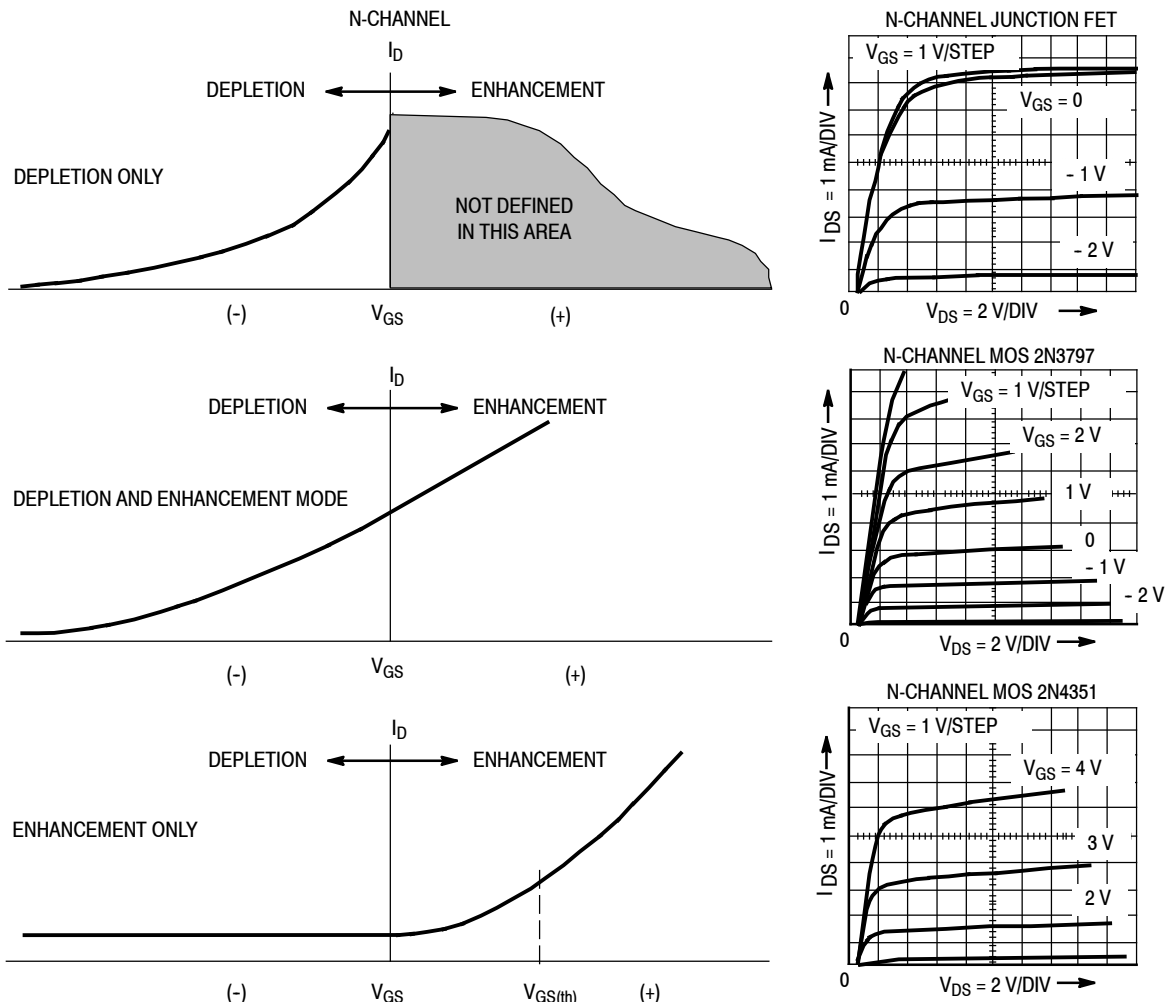 N-CHANNEL
I_D
DEPLETION ENHANCEMENT
DEPLETION ONLY
NOT DEFINED
IN THIS AREA
(-) V_GS (+)
N-CHANNEL JUNCTION FET
V_GS = 1 V/STEP
V_GS = 0
- 1 V
- 2 V
I_DS = 1 mA/DIV
0
V_DS = 2 V/DIV
I_D
DEPLETION ENHANCEMENT
DEPLETION AND ENHANCEMENT MODE
(-) V_GS (+)
N-CHANNEL MOS 2N3797
V_GS = 1 V/STEP
V_GS = 2 V
1 V
0
- 1 V
- 2 V
I_DS = 1 mA/DIV
0
V_DS = 2 V/DIV
I_D
DEPLETION ENHANCEMENT
ENHANCEMENT ONLY
(-) V_GS V_GS(th) (+)
N-CHANNEL MOS 2N4351
V_GS = 1 V/STEP
V_GS = 4 V
3 V
2 V
I_DS = 1 mA/DIV
0
V_DS = 2 V/DIV